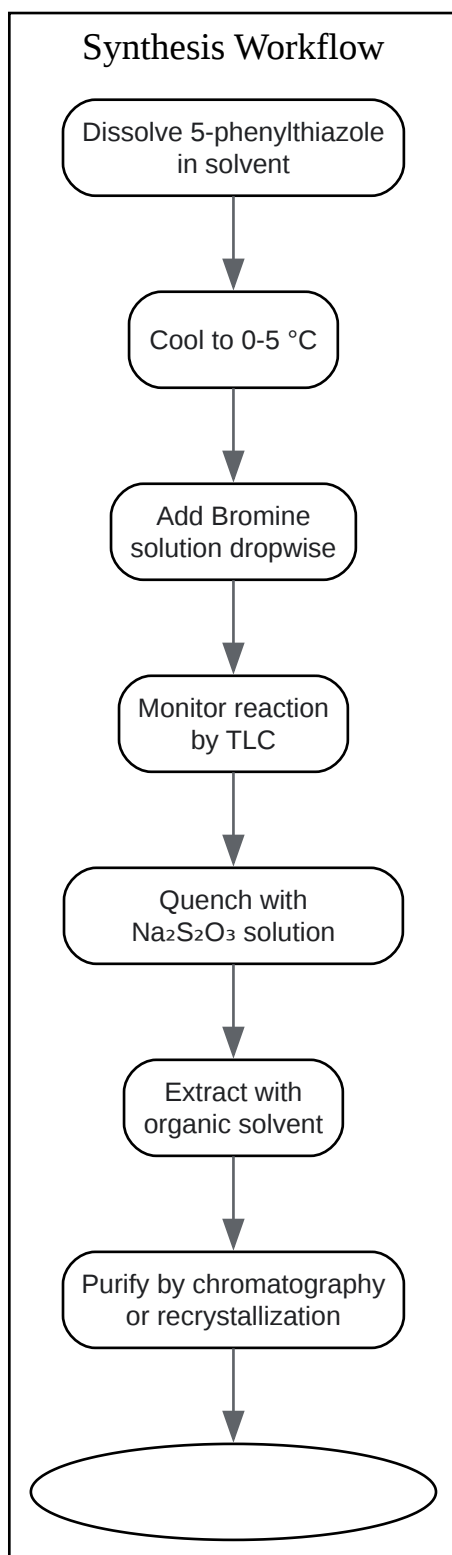 Synthesis Workflow
Dissolve 5-phenylthiazole
in solvent
Cool to 0-5 °C
Add Bromine
solution dropwise
Monitor reaction
by TLC
Quench with
Na₂S₂O₃ solution
Extract with
organic solvent
Purify by chromatography
or recrystallization